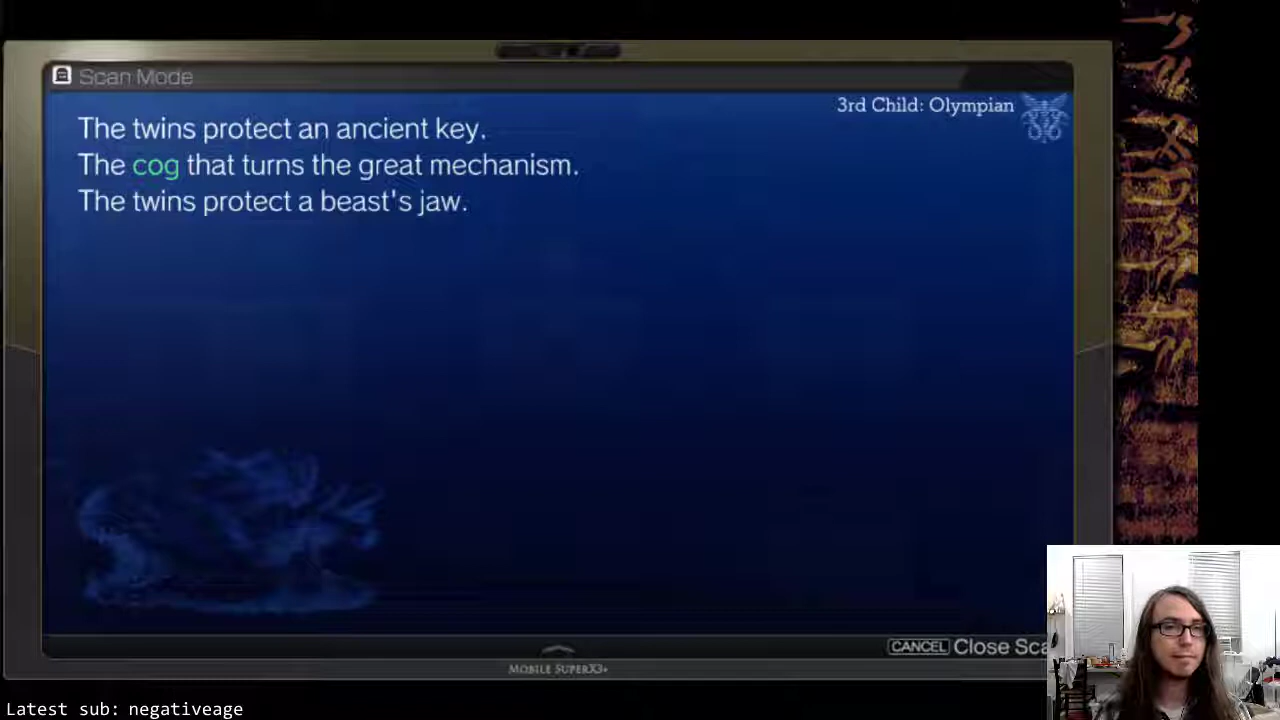 Scan Mode
3rd Child: Olympian
The twins protect an ancient key.
The cog that turns the great mechanism.
The twins protect a beast's jaw.
CANCEL Close Sca
MOBILE SUPERX3+
Latest sub: negativeage